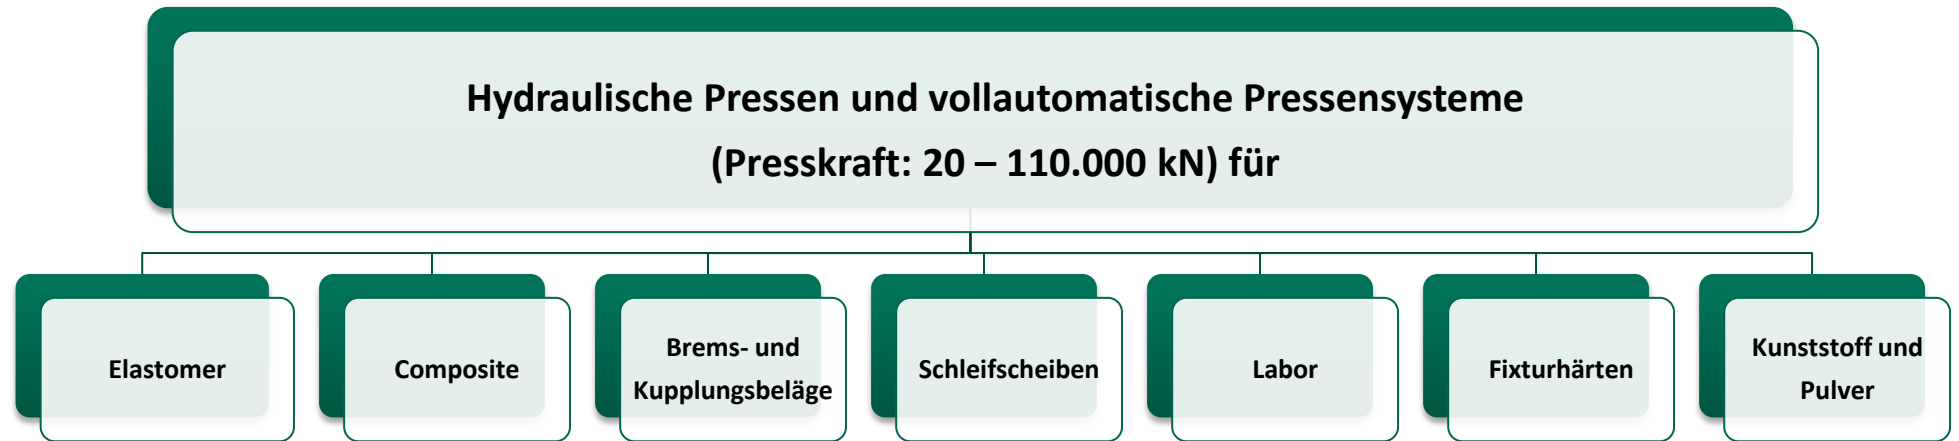 Hydraulische Pressen und vollautomatische Pressensysteme
(Presskraft: 20 – 110.000 kN) für
Elastomer
Composite
Brems- und
Kupplungsbeläge
Schleifscheiben
Labor
Fixturhärten
Kunststoff und
Pulver